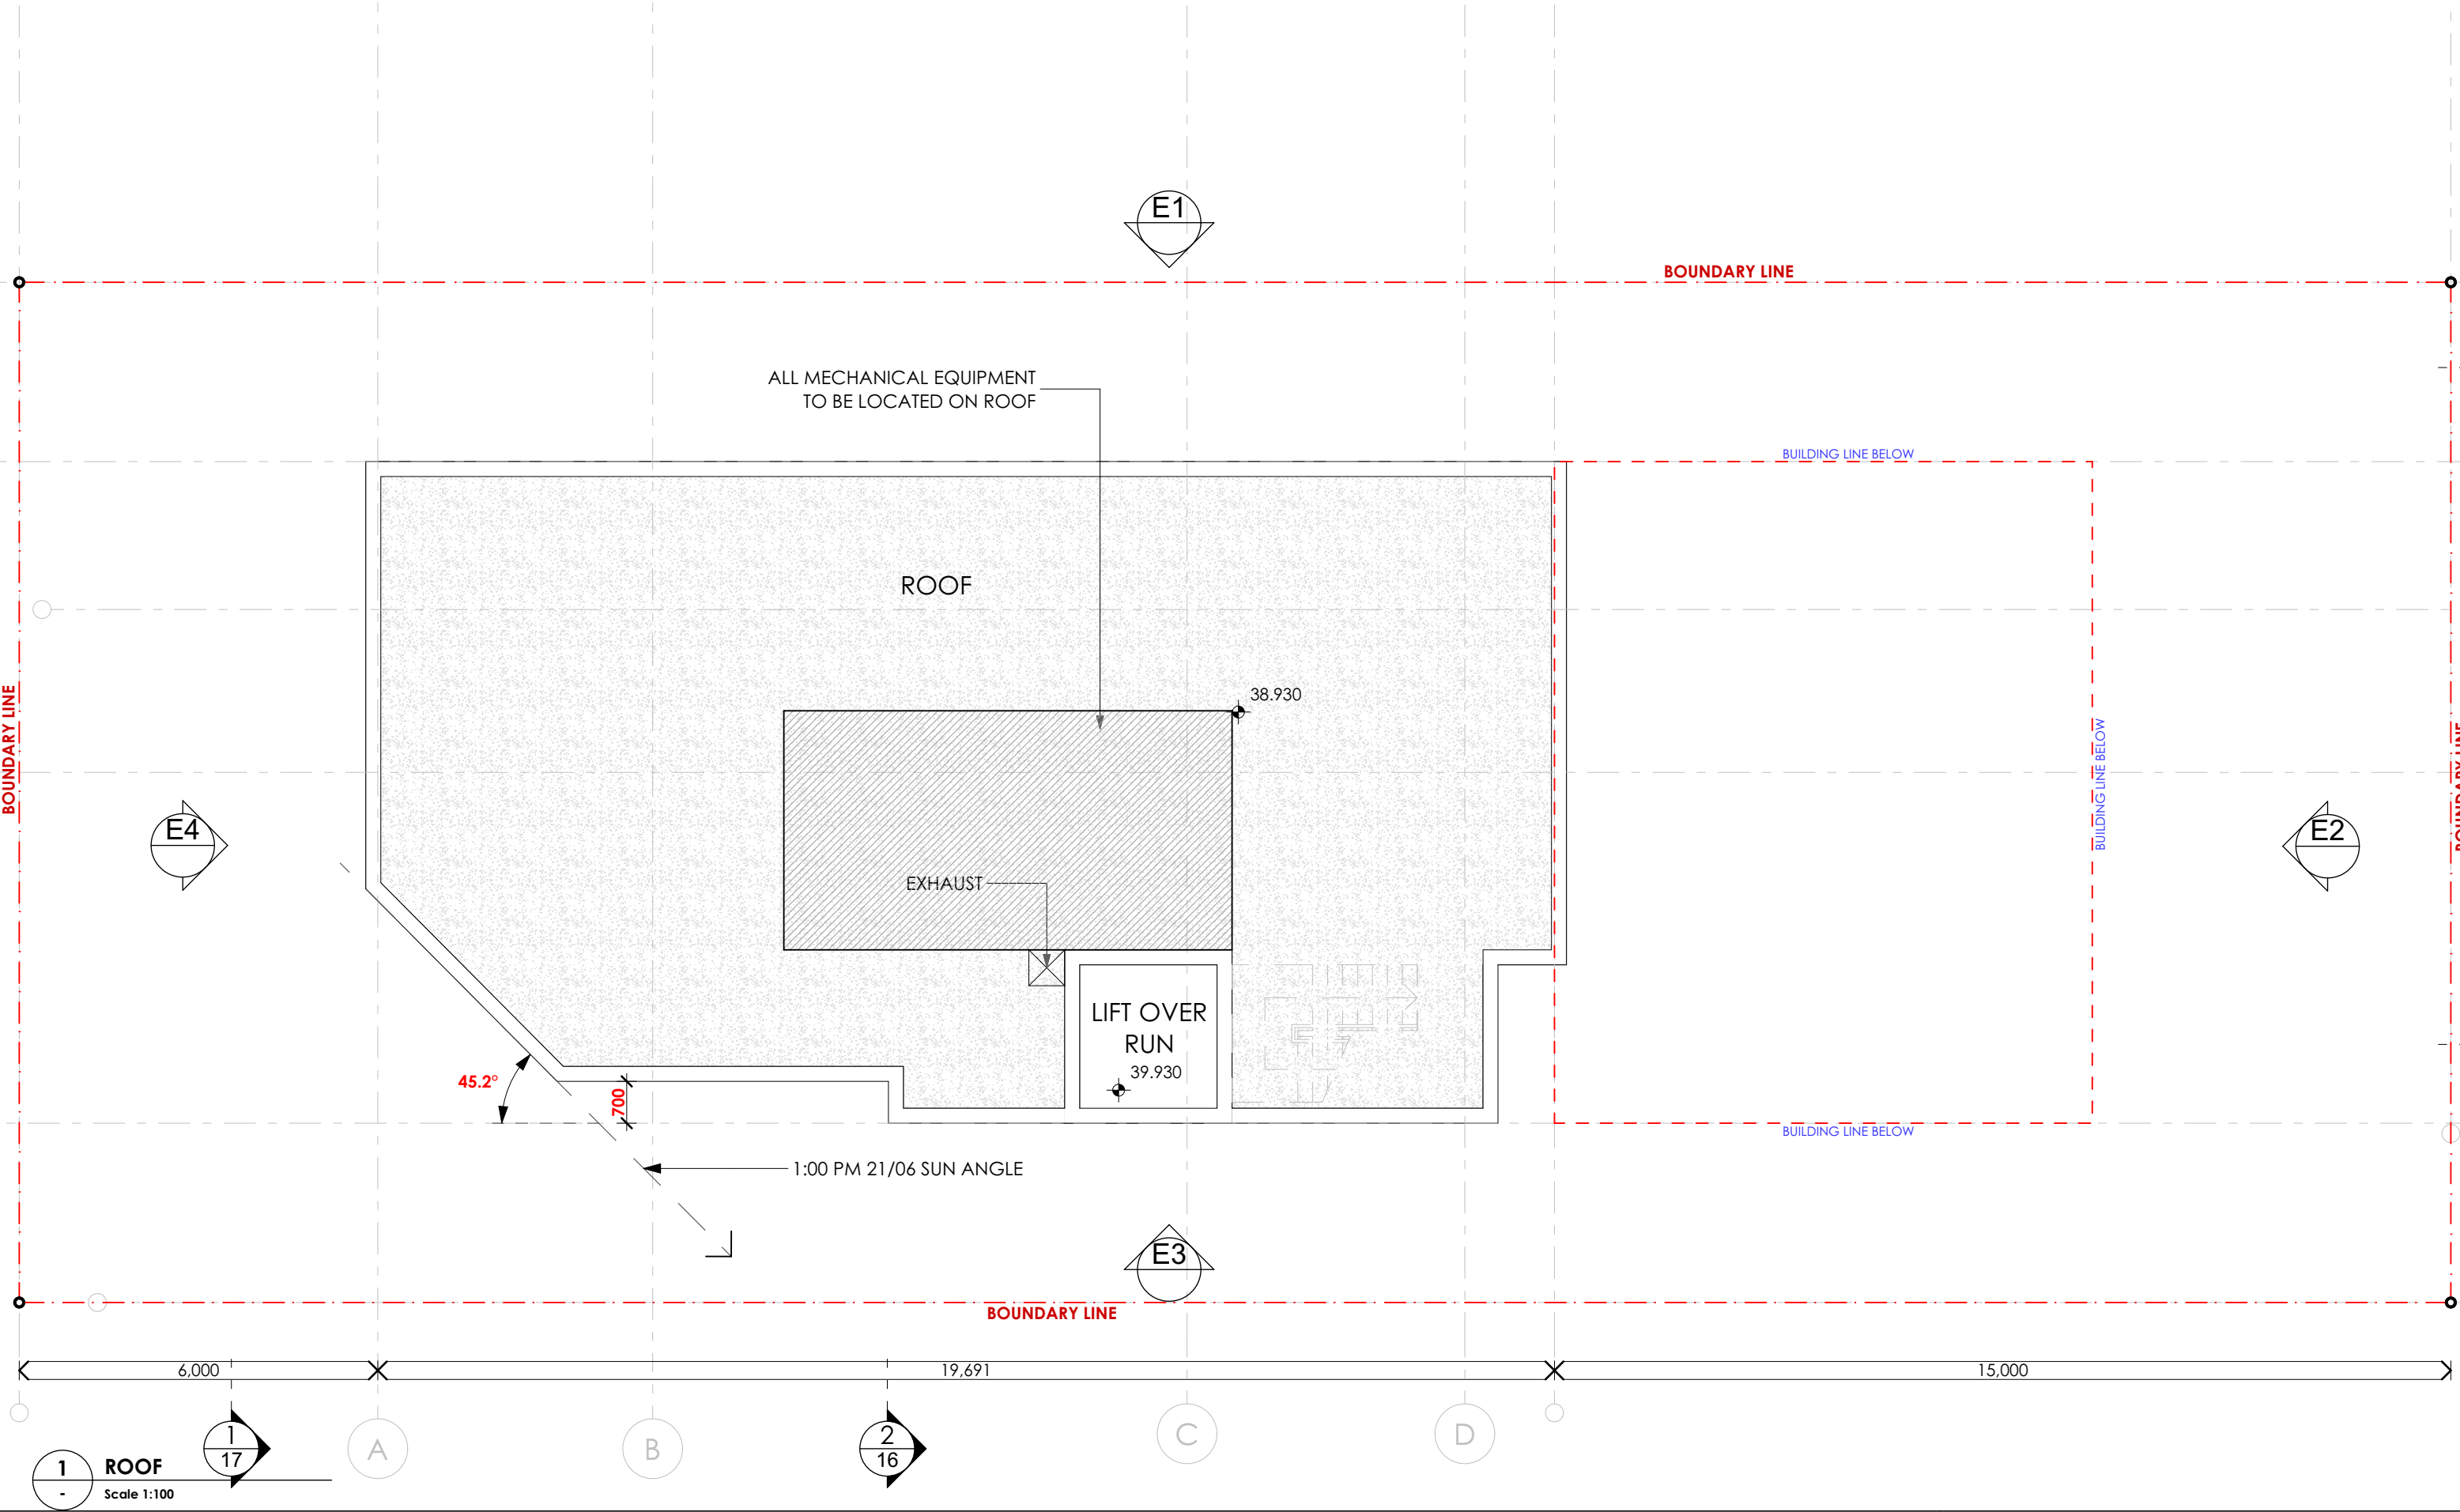 E1
BOUNDARY LINE
ALL MECHANICAL EQUIPMENT
TO BE LOCATED ON ROOF
BUILDING LINE BELOW
ROOF
38.930
BOUNDARY LINE
BUILDING LINE BELOW
BOUNDARY LINE
E4
E2
EXHAUST
LIFT OVER
RUN
39.930
45.2°
700
BUILDING LINE BELOW
1:00 PM 21/06 SUN ANGLE
E3
BOUNDARY LINE
6,000
19,691
15,000
1
17
A
B
2
16
C
D
1
-
ROOF
Scale 1:100